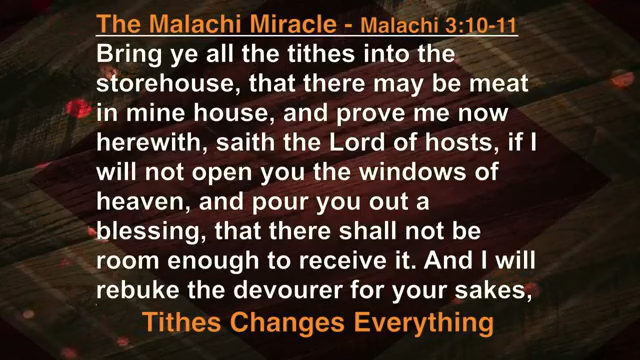 The Malachi Miracle - Malachi 3:10-11
Bring ye all the tithes into the
storehouse, that there may be meat
in mine house, and prove me now
herewith, saith the Lord of hosts, if I
will not open you the windows of
heaven, and pour you out a
blessing, that there shall not be
room enough to receive it. And I will
rebuke the devourer for your sakes,
Tithes Changes Everything